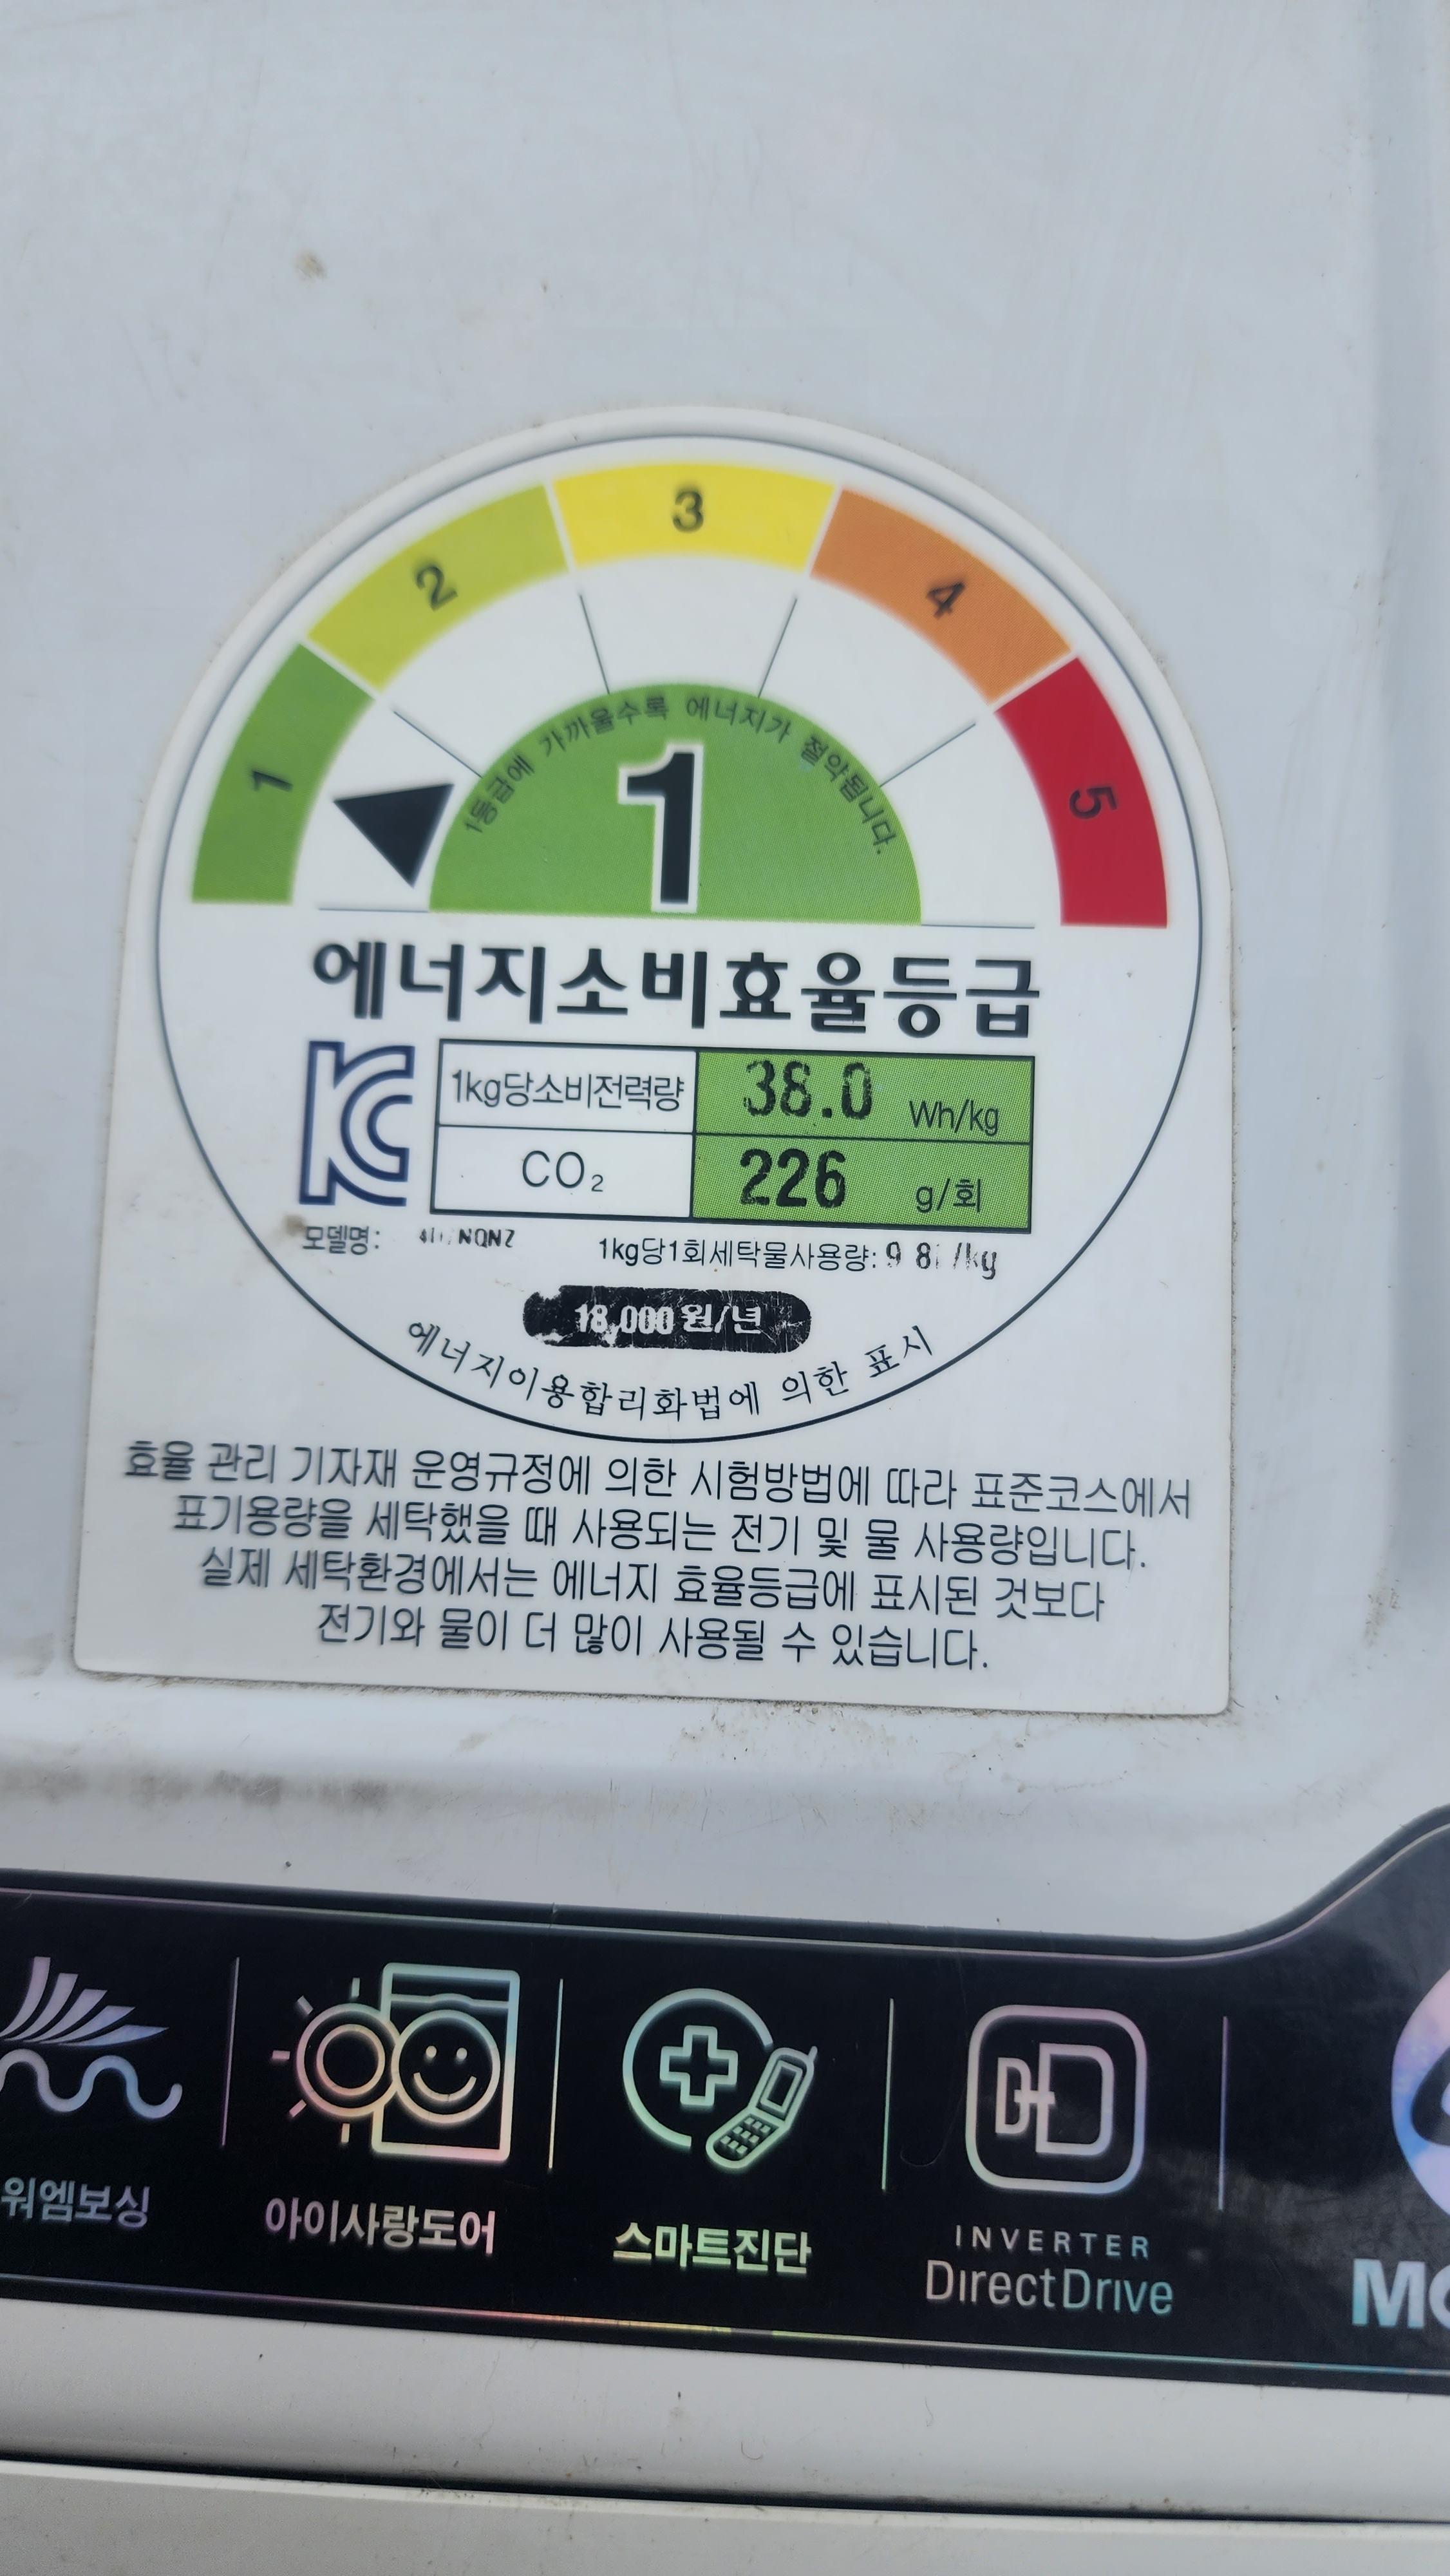 1
2
3
4
5
1등급에 가까울수록 에너지가 절약됩니다.
1
에너지소비효율등급
1kg당소비전력량 38.0 Wh/kg
CO₂ 226 g/회
모델명: 1kg당1회세탁물사용량:
18,000원/년
에너지이용합리화법에 의한 표시
효율 관리 기자재 운영규정에 의한 시험방법에 따라 표준코스에서
표기용량을 세탁했을 때 사용되는 전기 및 물 사용량입니다.
실제 세탁환경에서는 에너지 효율등급에 표시된 것보다
전기와 물이 더 많이 사용될 수 있습니다.
워엠보싱
아이사랑도어
스마트진단
INVERTER
DirectDrive